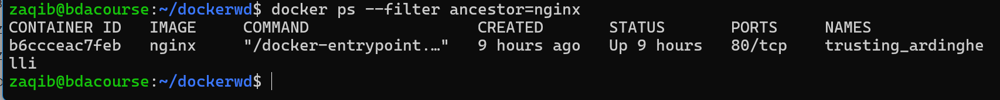 zaqib@bdacourse:~/dockerwd$ docker ps --filter ancestor=nginx
CONTAINER ID   IMAGE     COMMAND                  CREATED       STATUS       PORTS     NAMES
b6ccceac7feb   nginx     "/docker-entrypoint.…"   9 hours ago   Up 9 hours   80/tcp    trusting_ardinghe
lli
zaqib@bdacourse:~/dockerwd$